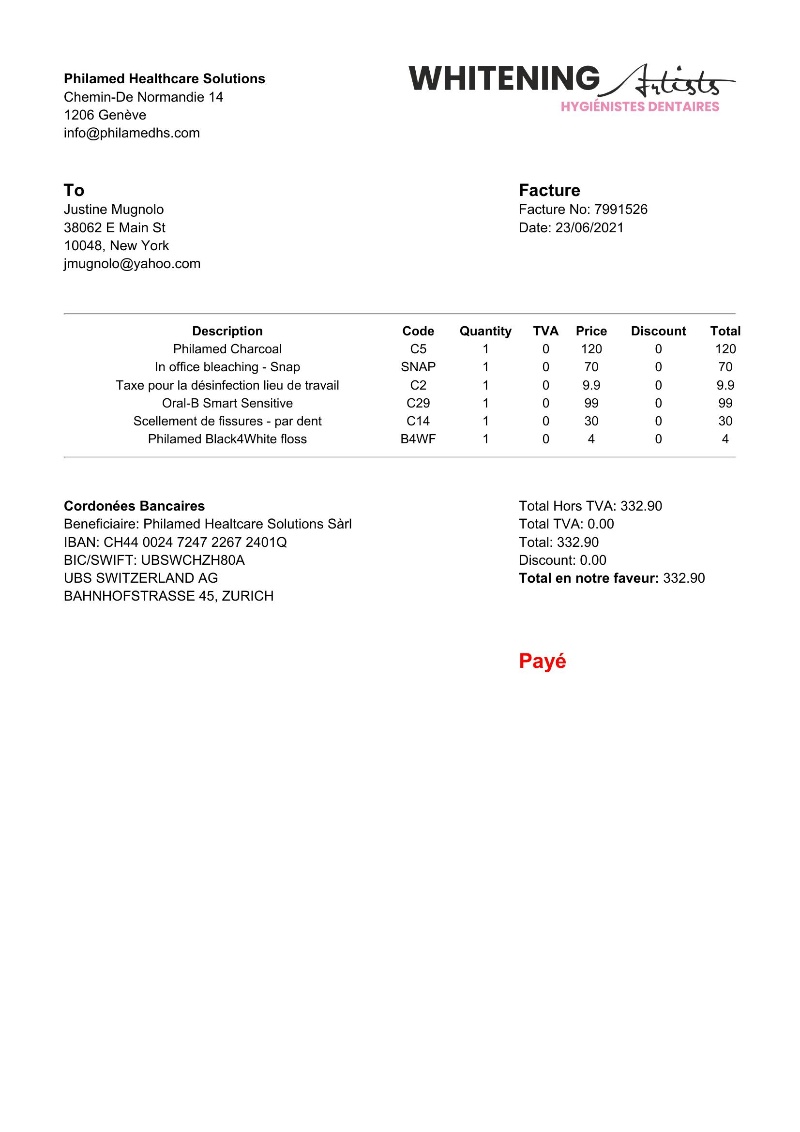 Philamed Healthcare Solutions
Chemin-De Normandie 14
1206 Genève
info@philamedhs.com
WHITENING Artists
HYGIÉNISTES DENTAIRES
To
Justine Mugnolo
38062 E Main St
10048, New York
jmugnolo@yahoo.com
Facture
Facture No: 7991526
Date: 23/06/2021
Description Code Quantity TVA Price Discount Total
Philamed Charcoal C5 1 0 120 0 120
In office bleaching - Snap SNAP 1 0 70 0 70
Taxe pour la désinfection lieu de travail C2 1 0 9.9 0 9.9
Oral-B Smart Sensitive C29 1 0 99 0 99
Scellement de fissures - par dent C14 1 0 30 0 30
Philamed Black4White floss B4WF 1 0 4 0 4
Cordonées Bancaires
Beneficiaire: Philamed Healtcare Solutions Sàrl
IBAN: CH44 0024 7247 2267 2401Q
BIC/SWIFT: UBSWCHZH80A
UBS SWITZERLAND AG
BAHNHOFSTRASSE 45, ZURICH
Total Hors TVA: 332.90
Total TVA: 0.00
Total: 332.90
Discount: 0.00
Total en notre faveur: 332.90
Payé